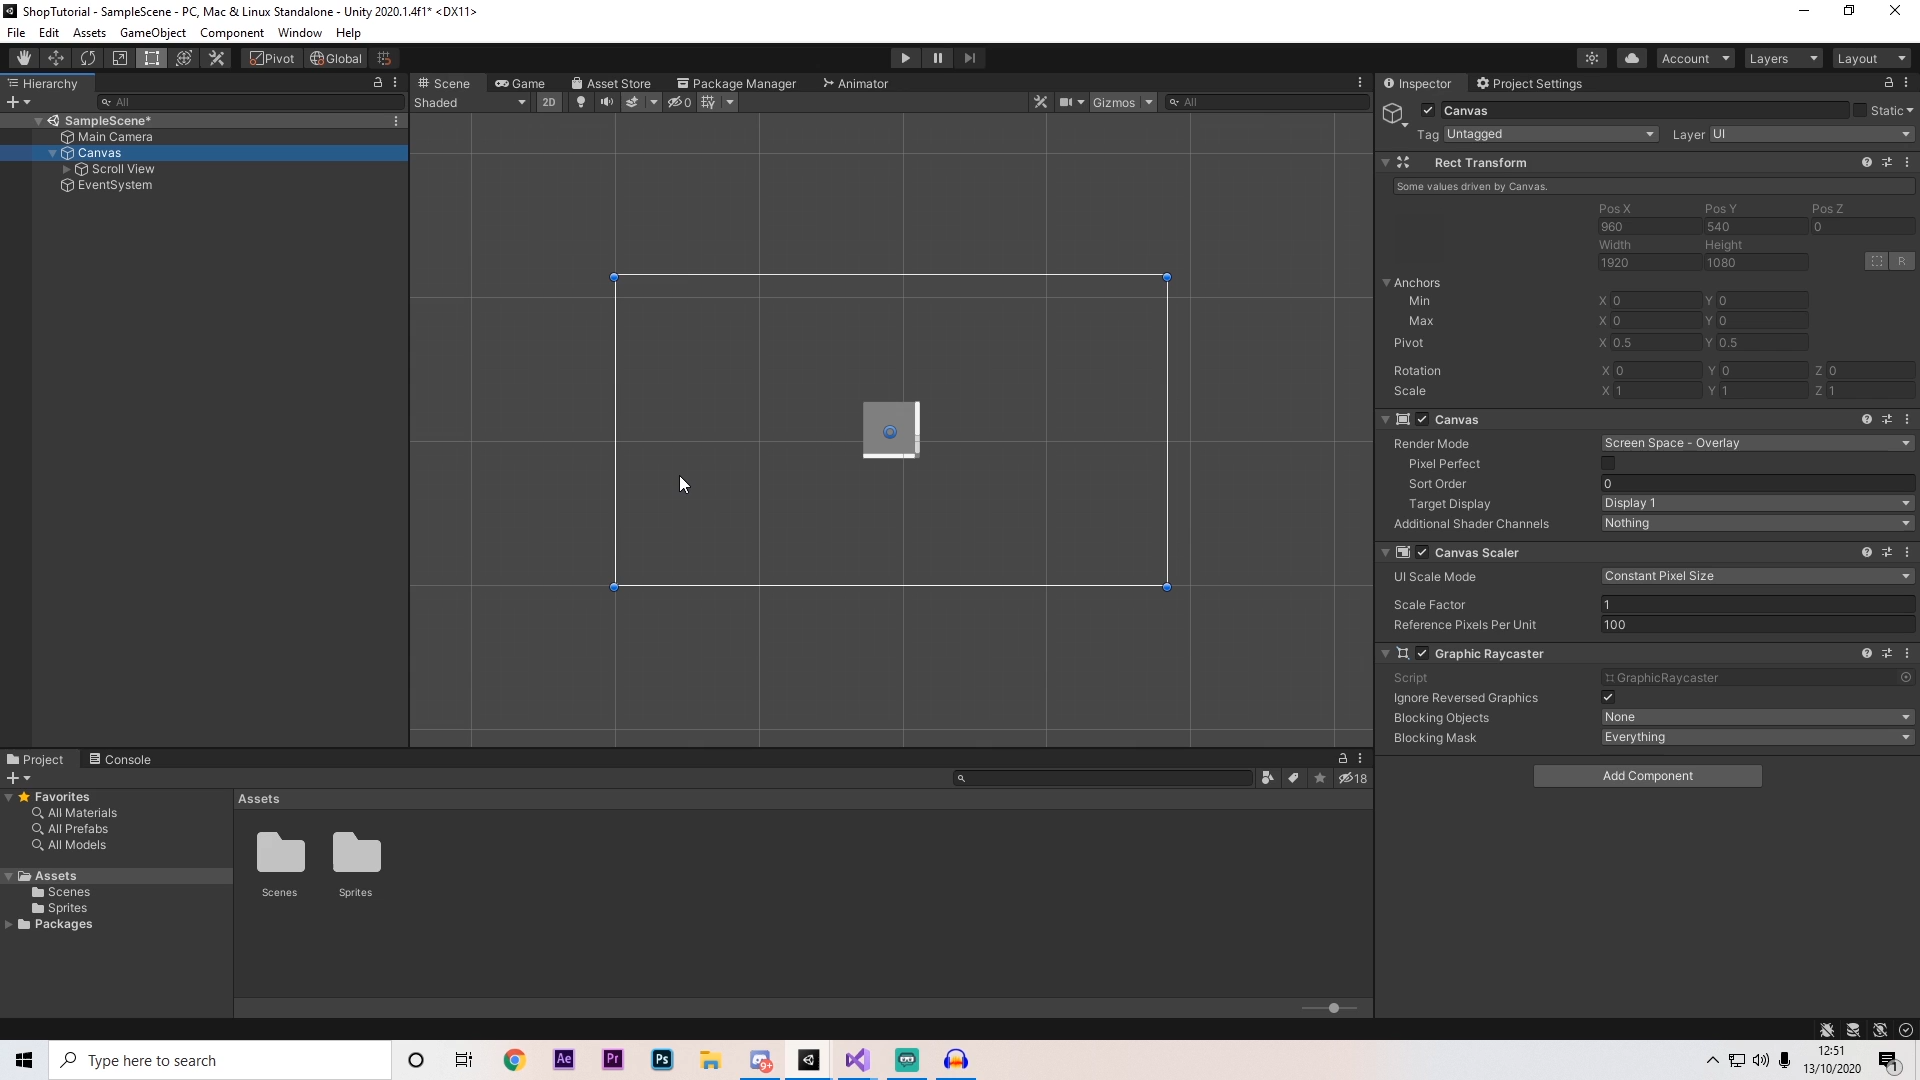 ShopTutorial - SampleScene - PC, Mac & Linux Standalone - Unity 2020.1.4f1* <DX11>
File Edit Assets GameObject Component Window Help
Pivot Global Account Layers Layout
Hierarchy
All
SampleScene*
Main Camera
Canvas
Scroll View
EventSystem
Scene Game Asset Store Package Manager Animator
Shaded 2D 0 Gizmos All
Inspector Project Settings
Canvas Static
Tag Untagged Layer UI
Rect Transform
Some values driven by Canvas.
Pos X Pos Y Pos Z
960 540 0
Width Height
1920 1080 R
Anchors
Min X 0 Y 0
Max X 0 Y 0
Pivot X 0.5 Y 0.5
Rotation X 0 Y 0 Z 0
Scale X 1 Y 1 Z 1
Canvas
Render Mode Screen Space - Overlay
Pixel Perfect
Sort Order 0
Target Display Display 1
Additional Shader Channels Nothing
Canvas Scaler
UI Scale Mode Constant Pixel Size
Scale Factor 1
Reference Pixels Per Unit 100
Graphic Raycaster
Script GraphicRaycaster
Ignore Reversed Graphics
Blocking Objects None
Blocking Mask Everything
Add Component
Project Console
18
Favorites
All Materials
All Prefabs
All Models
Assets
Scenes
Sprites
Packages
Assets
Scenes Sprites
Type here to search
Ae Pr Ps 9+
12:51
13/10/2020
1